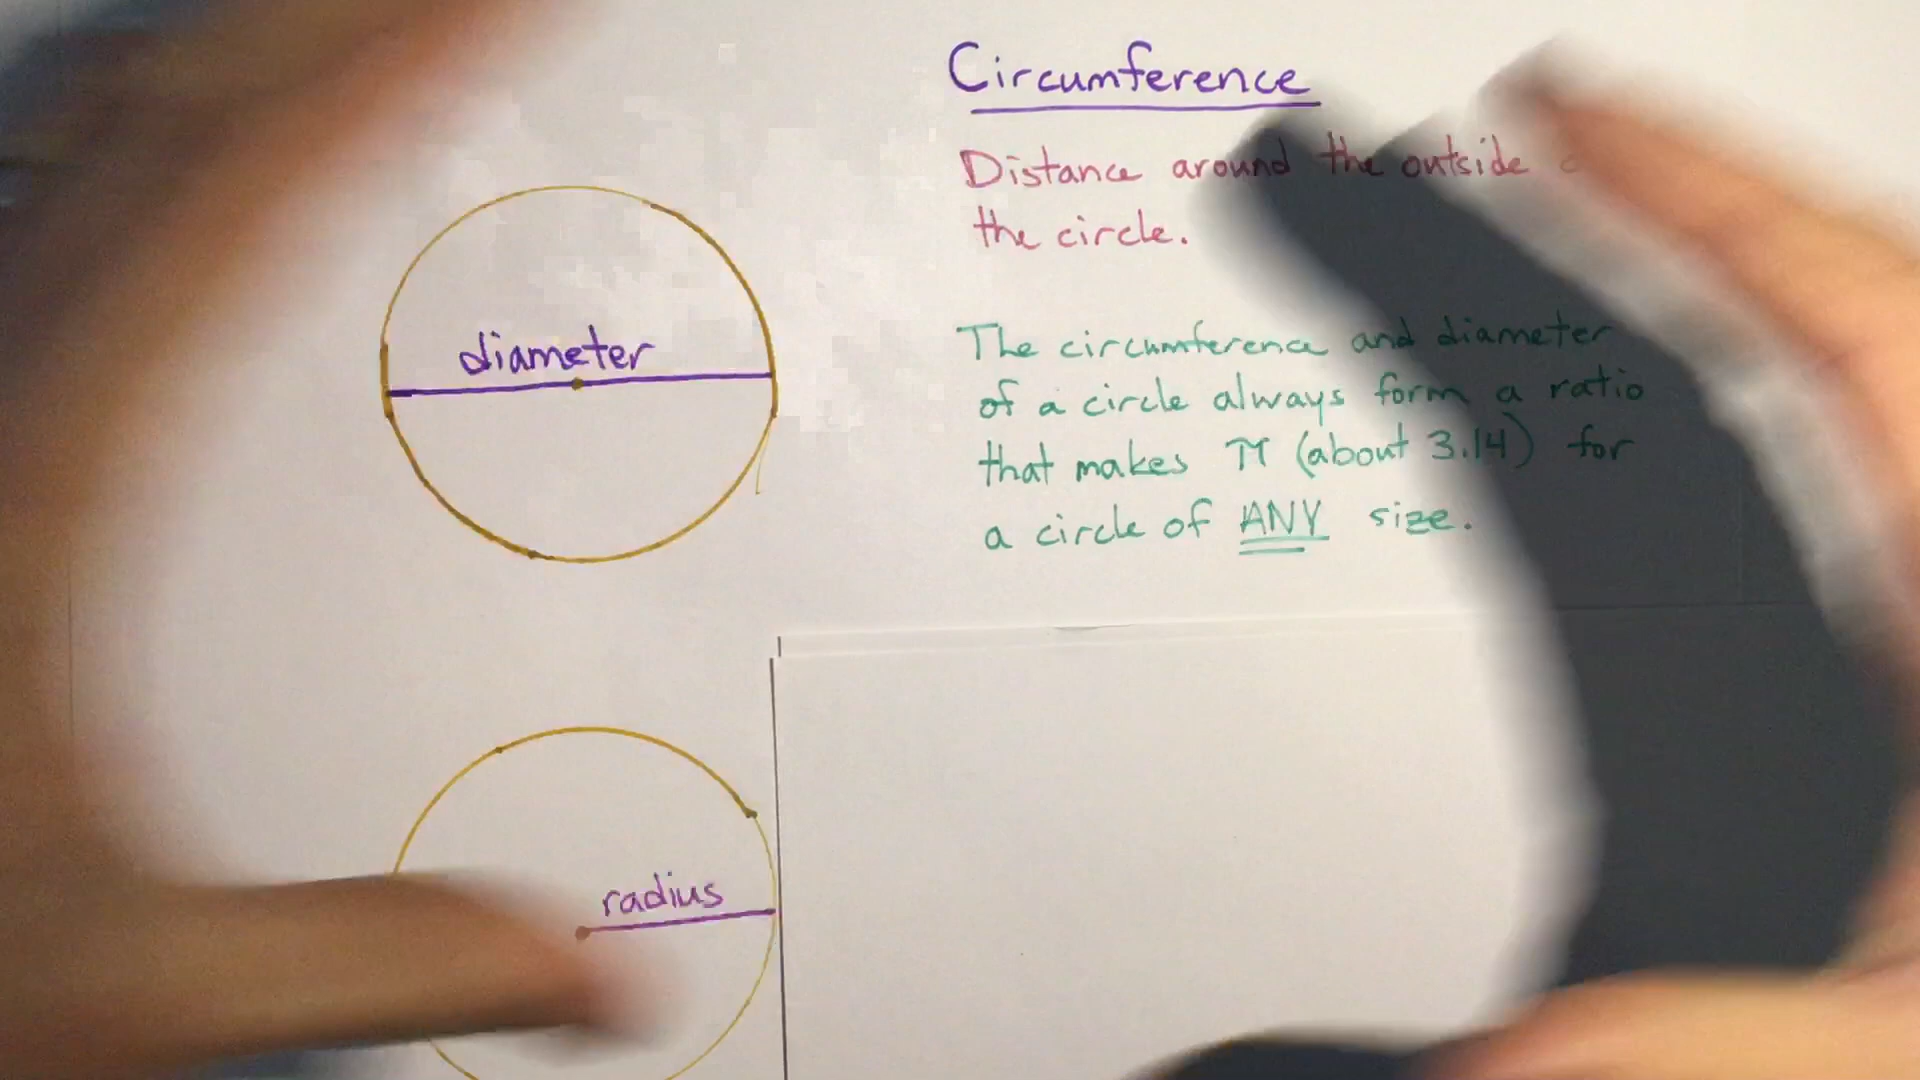 Circumference
Distance around the outside
the circle.
The circumference and diameter
of a circle always form a ratio
that makes π (about 3.14) for
a circle of ANY size.
diameter
radius